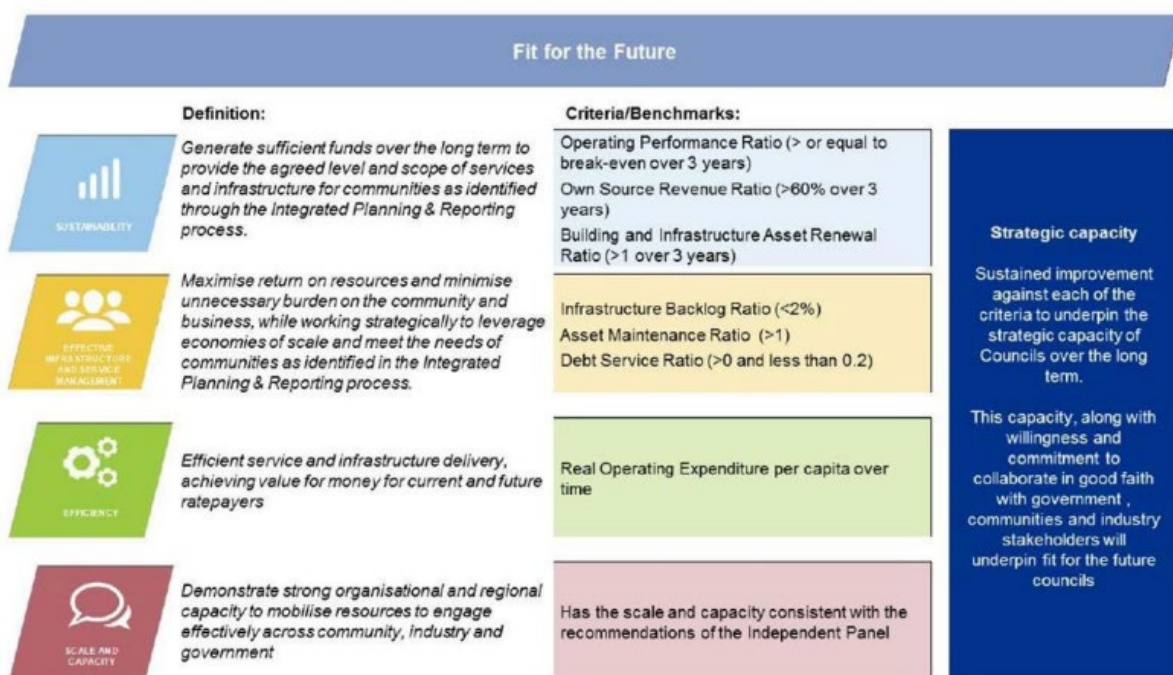 Fit for the Future
Definition:
Criteria/Benchmarks:
SUSTAINABILITY
Generate sufficient funds over the long term to
provide the agreed level and scope of services
and infrastructure for communities as identified
through the Integrated Planning & Reporting
process.
Operating Performance Ratio (> or equal to
break-even over 3 years)
Own Source Revenue Ratio (>60% over 3
years)
Building and Infrastructure Asset Renewal
Ratio (>1 over 3 years)
EFFECTIVE
INFRASTRUCTURE
AND SERVICE
MANAGEMENT
Maximise return on resources and minimise
unnecessary burden on the community and
business, while working strategically to leverage
economies of scale and meet the needs of
communities as identified in the Integrated
Planning & Reporting process.
Infrastructure Backlog Ratio (<2%)
Asset Maintenance Ratio (>1)
Debt Service Ratio (>0 and less than 0.2)
EFFICIENCY
Efficient service and infrastructure delivery,
achieving value for money for current and future
ratepayers
Real Operating Expenditure per capita over
time
SCALE AND
CAPACITY
Demonstrate strong organisational and regional
capacity to mobilise resources to engage
effectively across community, industry and
government
Has the scale and capacity consistent with the
recommendations of the Independent Panel
Strategic capacity
Sustained improvement
against each of the
criteria to underpin the
strategic capacity of
Councils over the long
term.
This capacity, along with
willingness and
commitment to
collaborate in good faith
with government ,
communities and industry
stakeholders will
underpin fit for the future
councils